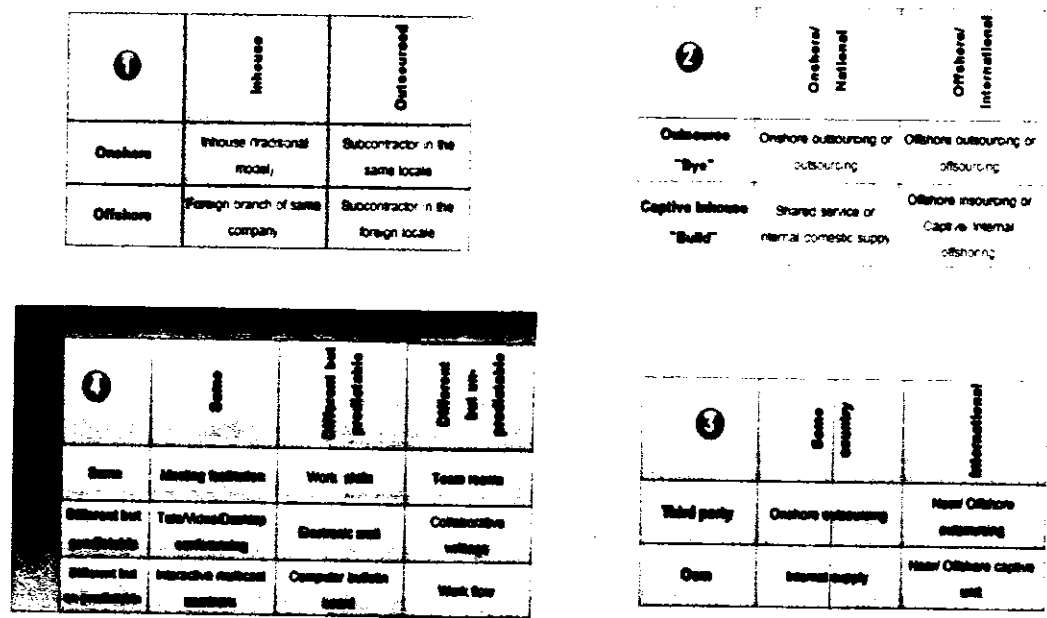 1
Inhouse
Outsourced
Onshore
Inhouse (traditional
model)
Subcontractor in the
same locale
Offshore
Foreign branch of same
company
Subcontractor in the
foreign locale
2
Onshore/
National
Offshore/
International
Outsource
"Bye"
Onshore outsourcing or
outsourcing
Offshore outsourcing or
offsourcing
Captive Inhouse
"Build"
Shared service or
internal domestic supply
Offshore insourcing or
Captive/ Internal
offshoring
4
Same
Different but
predictable
Different
but un-
predictable
Same
Meeting facilitation
Work shifts
Team rooms
Different but
predictable
Tele/Video/Desktop
conferencing
Electronic mail
Collaborative
writings
Different but
un-predictable
Interactive multicast
seminars
Computer bulletin
board
Work flow
3
Same
country
International
Third party
Onshore outsourcing
Near/ Offshore
outsourcing
Own
Internal supply
Near/ Offshore captive
unit